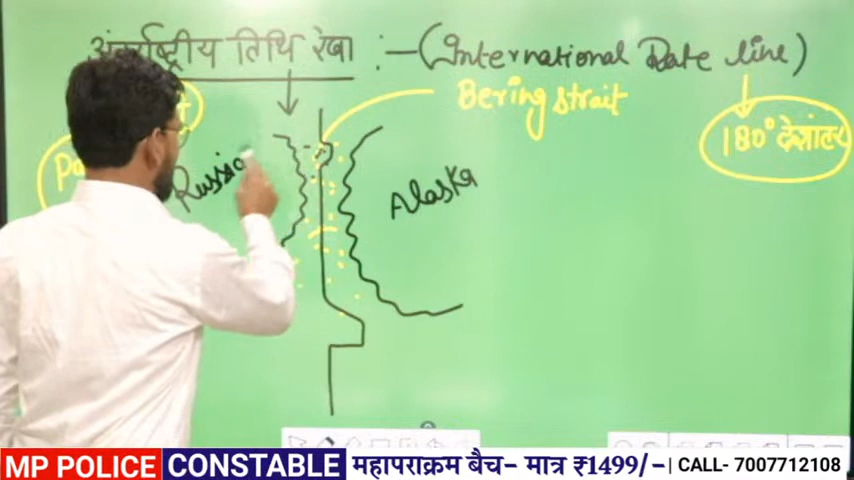 अंतर्राष्ट्रीय तिथि रेखा :- (International Date line)
Bering strait
180° देशांतर
Russia
Alaska
MP POLICE CONSTABLE महापराक्रम बैच- मात्र ₹1499/- | CALL- 7007712108